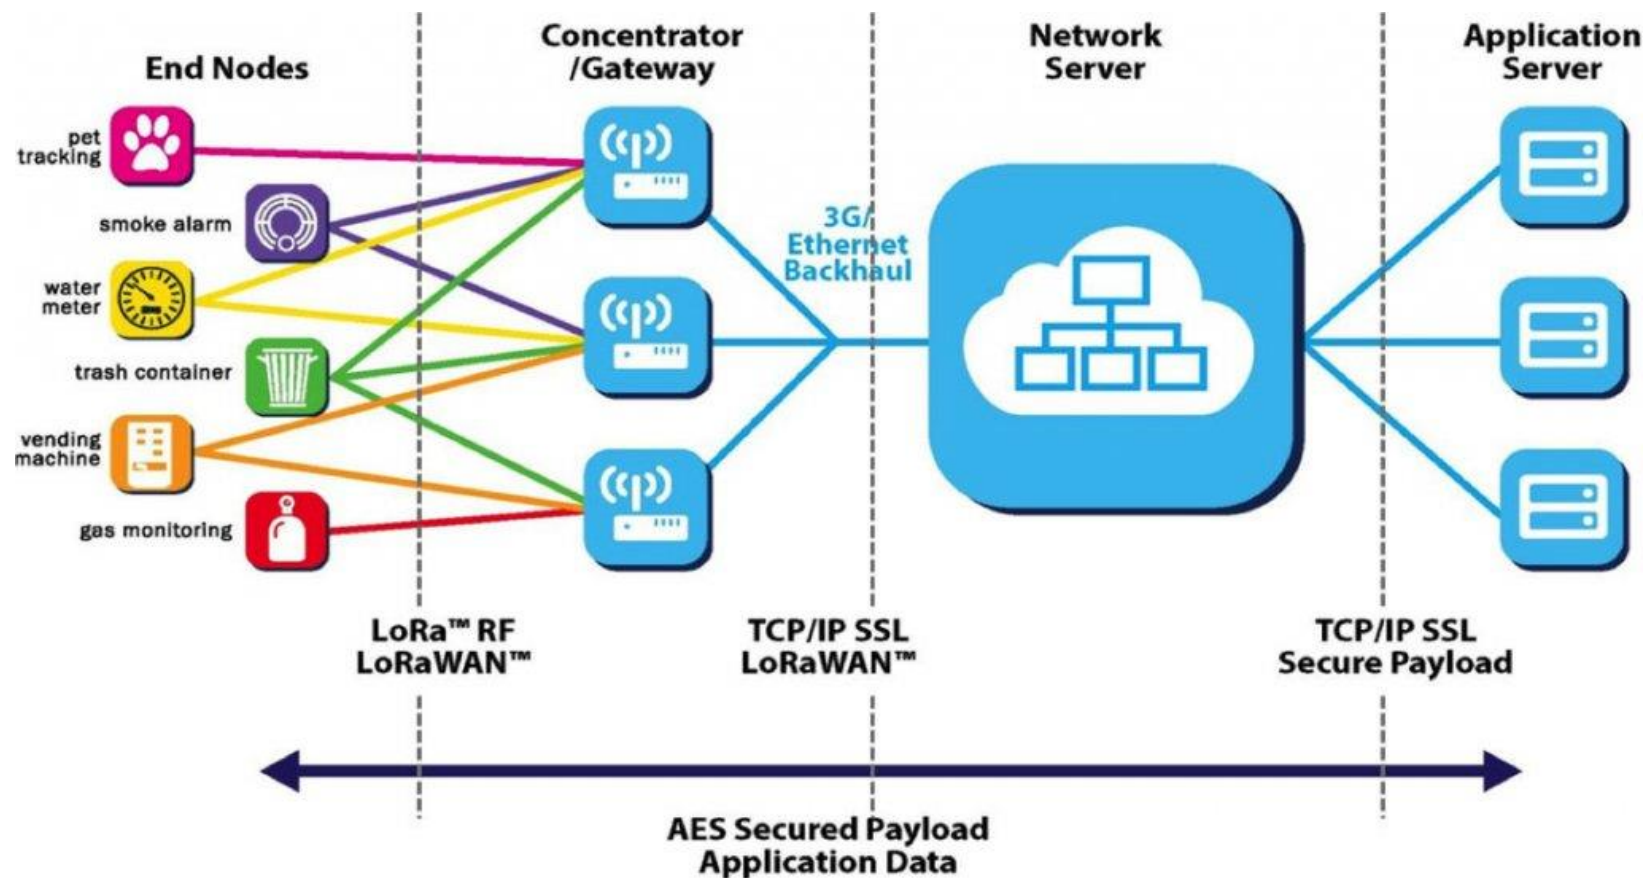 End Nodes
Concentrator
/Gateway
Network
Server
Application
Server
pet
tracking
smoke alarm
water
meter
trash container
vending
machine
gas monitoring
3G/
Ethernet
Backhaul
LoRa™ RF
LoRaWAN™
TCP/IP SSL
LoRaWAN™
TCP/IP SSL
Secure Payload
AES Secured Payload
Application Data